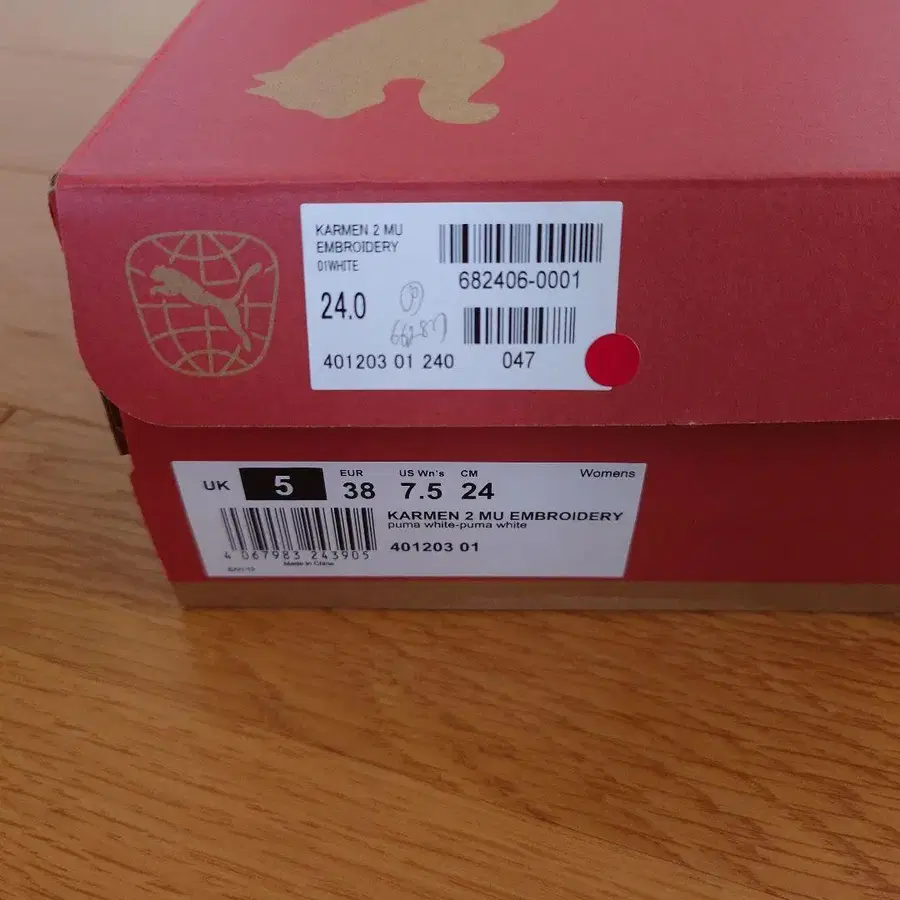 KARMEN 2 MU
EMBROIDERY
01WHITE
682406-0001
24.0
401203 01 240
047
UK 5
EUR 38
US Wn's 7.5
CM 24
Womens
KARMEN 2 MU EMBROIDERY
puma white-puma white
401203 01
4 067983 243905
Made in China